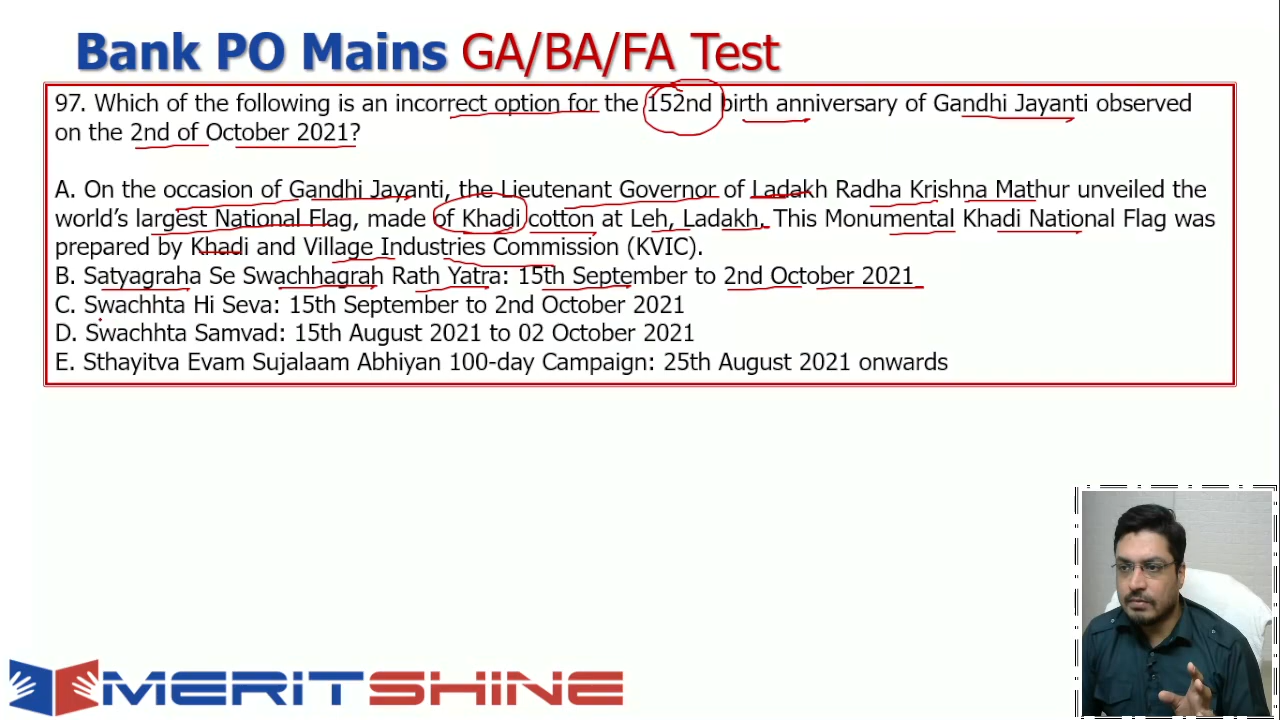 Bank PO Mains GA/BA/FA Test
97. Which of the following is an incorrect option for the 152nd birth anniversary of Gandhi Jayanti observed
on the 2nd of October 2021?
A. On the occasion of Gandhi Jayanti, the Lieutenant Governor of Ladakh Radha Krishna Mathur unveiled the
world's largest National Flag, made of Khadi cotton at Leh, Ladakh. This Monumental Khadi National Flag was
prepared by Khadi and Village Industries Commission (KVIC).
B. Satyagraha Se Swachhagrah Rath Yatra: 15th September to 2nd October 2021
C. Swachhta Hi Seva: 15th September to 2nd October 2021
D. Swachhta Samvad: 15th August 2021 to 02 October 2021
E. Sthayitva Evam Sujalaam Abhiyan 100-day Campaign: 25th August 2021 onwards
MERITSHINE